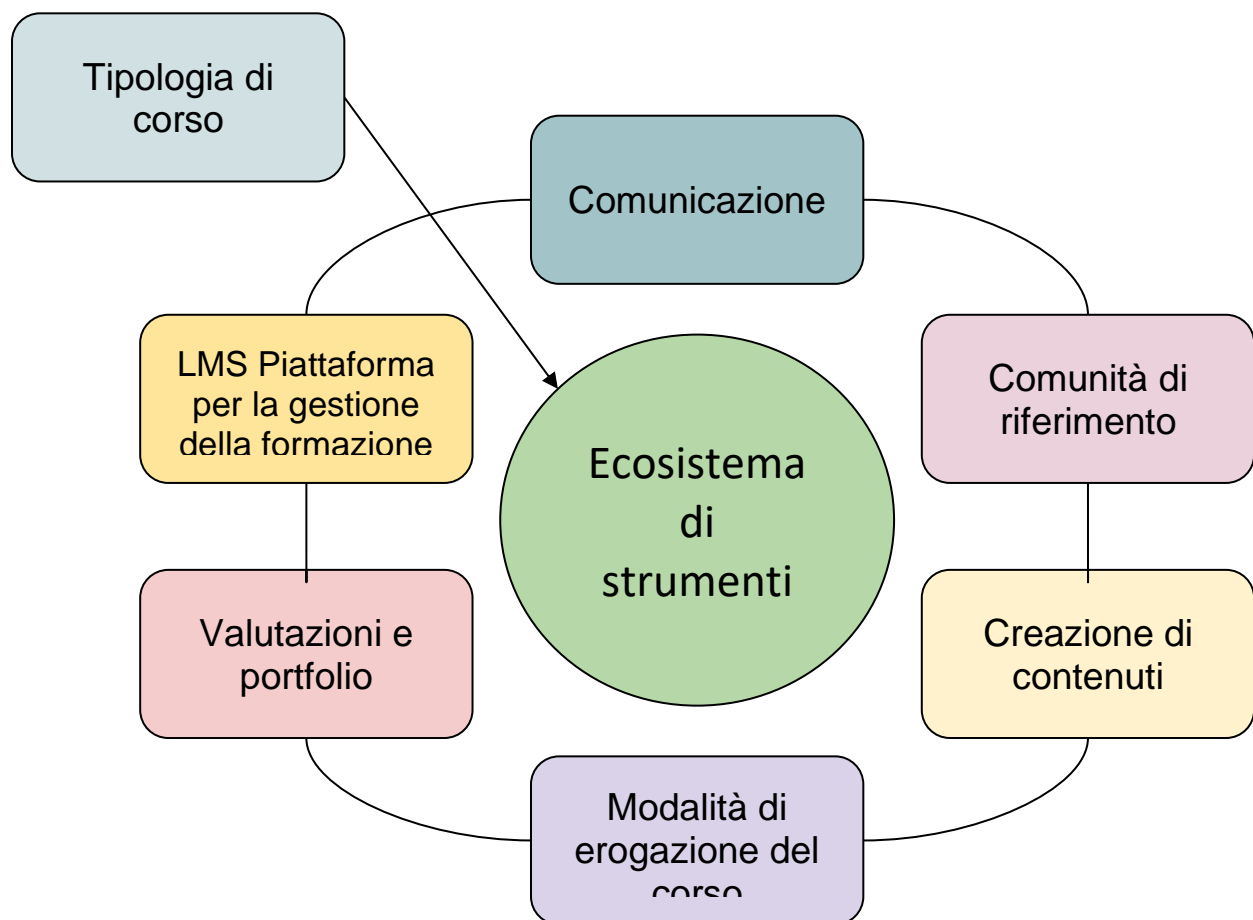 Tipologia di
corso
Comunicazione
LMS Piattaforma
per la gestione
della formazione
Comunità di
riferimento
Ecosistema
di
strumenti
Valutazioni e
portfolio
Creazione di
contenuti
Modalità di
erogazione del
corso